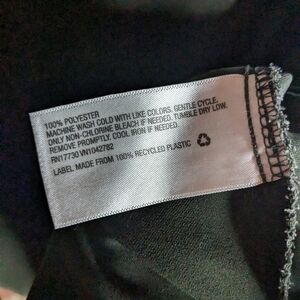 100% POLYESTER
MACHINE WASH COLD WITH LIKE COLORS. GENTLE CYCLE.
ONLY NON-CHLORINE BLEACH IF NEEDED. TUMBLE DRY LOW.
REMOVE PROMPTLY. COOL IRON IF NEEDED.
RN17730 VN1042782
LABEL MADE FROM 100% RECYCLED PLASTIC